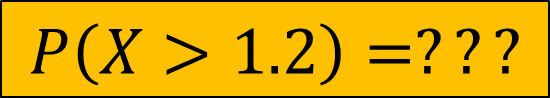 P(X > 1.2) =???